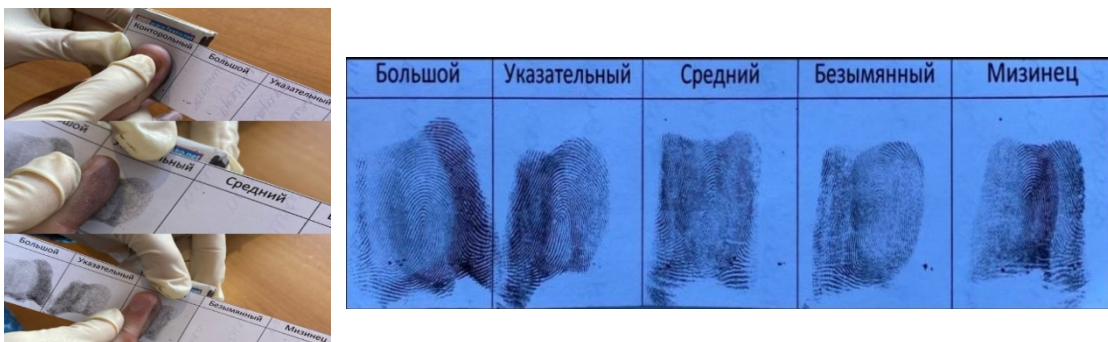 Контрольный
Большой
Указательный
Средний
Большой
Указательный
Безымянный
Мизинец
Большой Указательный Средний Безымянный Мизинец